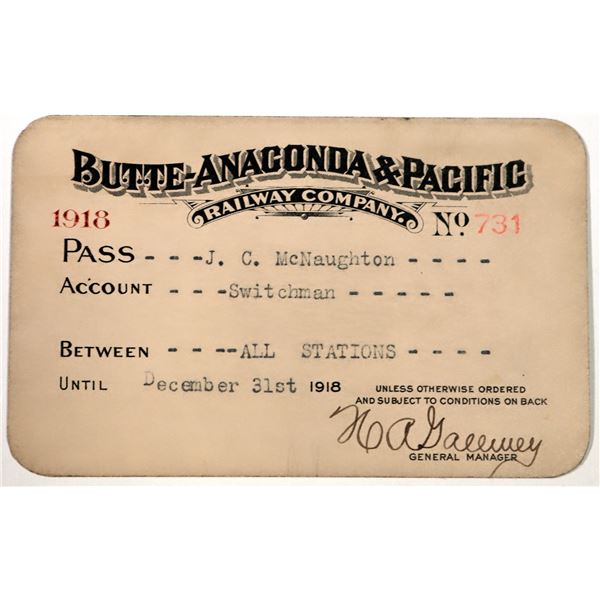 BUTTE-ANACONDA & PACIFIC
RAILWAY COMPANY.
1918 No 731
PASS - - - J. C. McNaughton - - - -
ACCOUNT - - - Switchman - - - - -
BETWEEN - - - - ALL STATIONS - - - -
UNTIL December 31st 1918
UNLESS OTHERWISE ORDERED
AND SUBJECT TO CONDITIONS ON BACK
H A Gallwey
GENERAL MANAGER